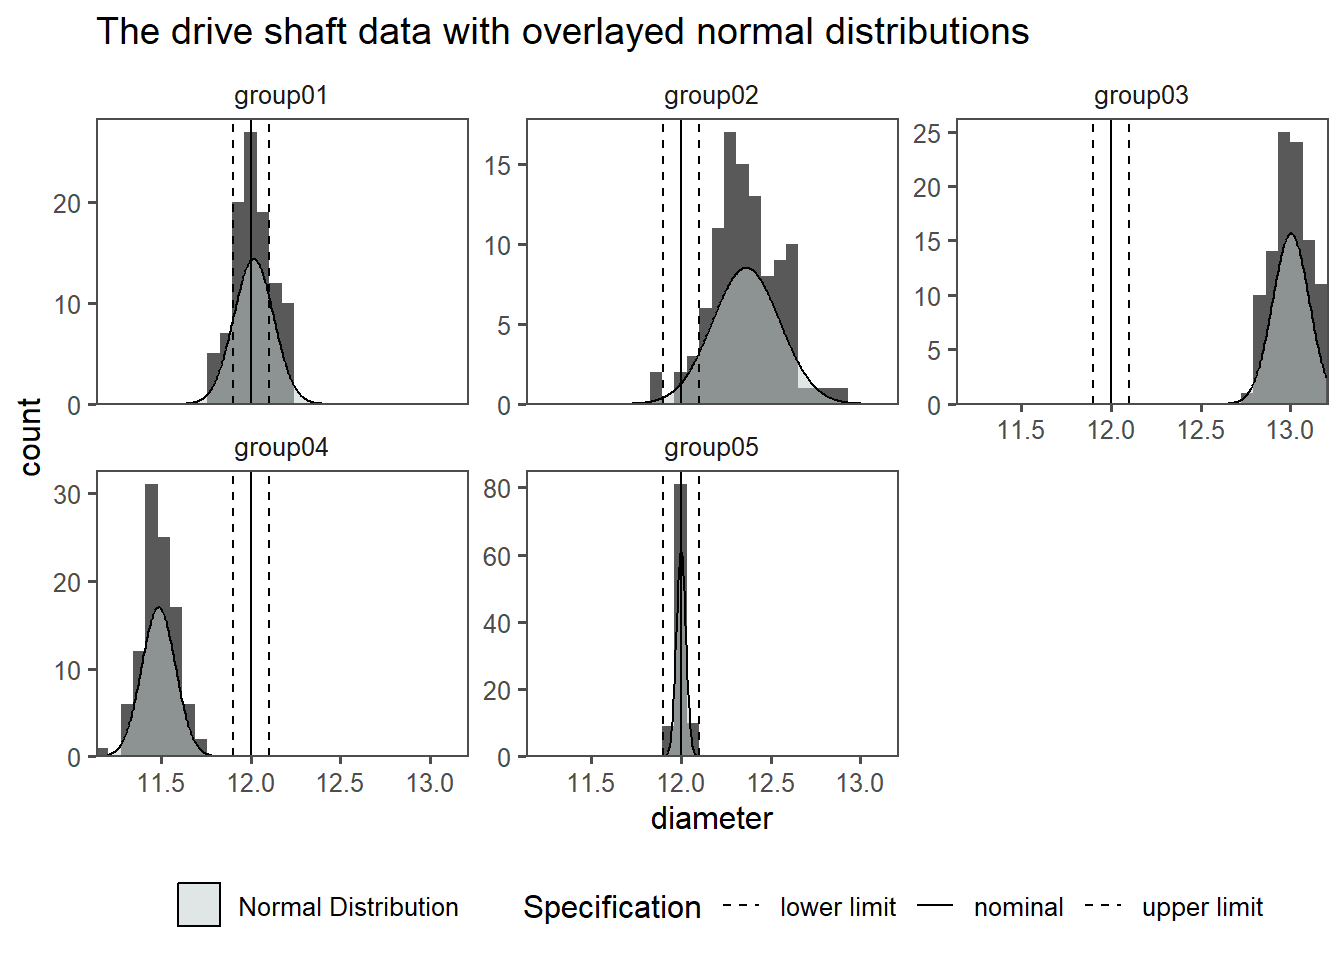 The drive shaft data with overlayed normal distributions
group01 group02 group03
20
10
0
15
10
5
0
25
20
15
10
5
0
11.5 12.0 12.5 13.0
count
group04 group05
30
20
10
0
80
60
40
20
0
11.5 12.0 12.5 13.0 11.5 12.0 12.5 13.0
diameter
Normal Distribution Specification lower limit nominal upper limit